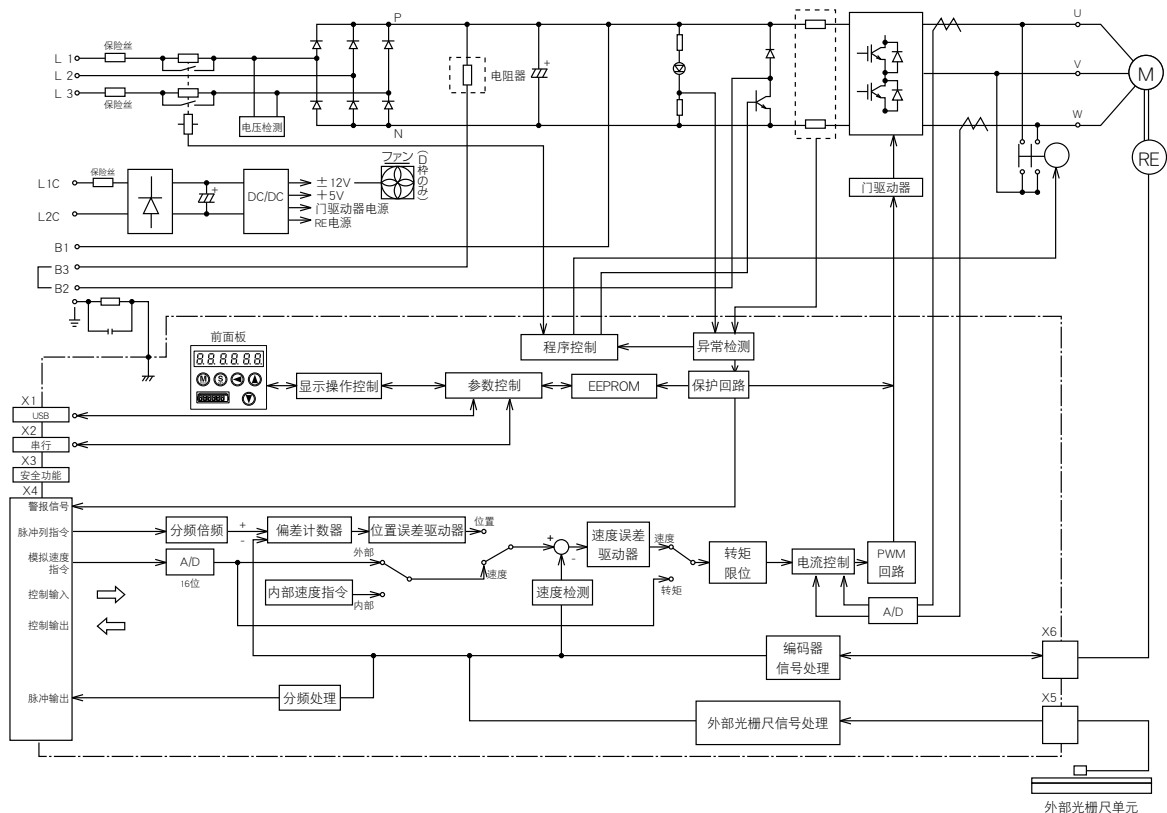 P
U
保险丝
L 1
L 2
L 3
保险丝
电阻器
V
M
W
N
电压检测
RE
ファン
(D枠のみ)
保险丝
L1C
L2C
DC/DC
±12V
+5V
门驱动器电源
RE电源
门驱动器
B1
B3
B2
前面板
8.8.8.8.8.8.
M
S
程序控制
异常检测
显示操作控制
参数控制
EEPROM
保护回路
X1
USB
X2
串行
X3
安全功能
X4
警报信号
脉冲列指令
分频倍频
+
-
偏差计数器
位置误差驱动器
位置
模拟速度
指令
A/D
16位
外部
内部速度指令
内部
速度
+
-
速度误差
驱动器
速度检测
速度
转矩
转矩
限位
电流控制
PWM
回路
A/D
控制输入
控制输出
编码器
信号处理
X6
脉冲输出
分频处理
外部光栅尺信号处理
X5
外部光栅尺单元